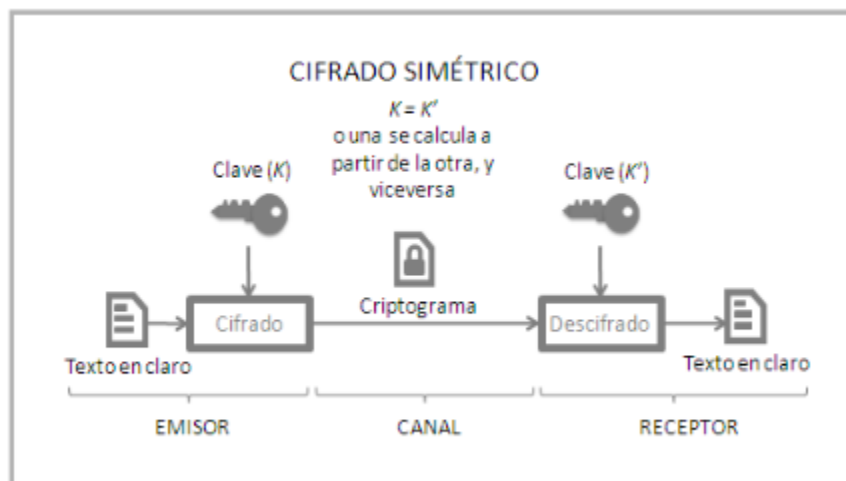 CIFRADO SIMÉTRICO
K = K'
o una se calcula a
partir de la otra, y
viceversa
Clave (K)
Clave (K')
Criptograma
Cifrado
Descifrado
Texto en claro
Texto en claro
EMISOR
CANAL
RECEPTOR